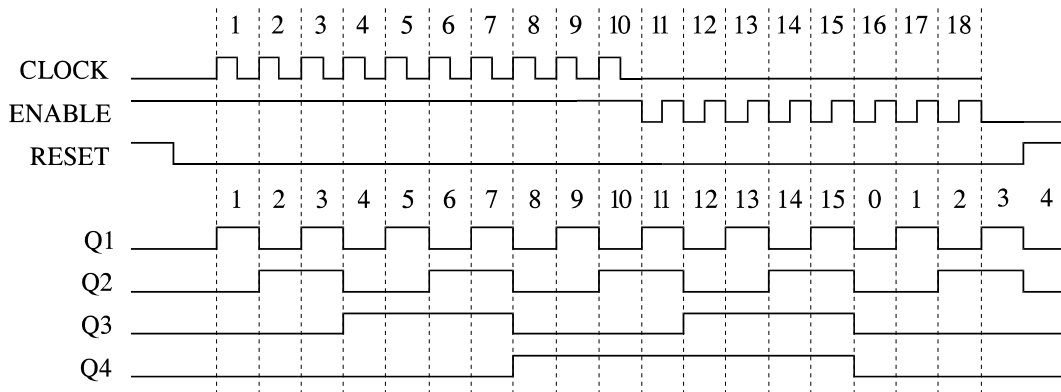 1 2 3 4 5 6 7 8 9 10 11 12 13 14 15 16 17 18
CLOCK
ENABLE
RESET
1 2 3 4 5 6 7 8 9 10 11 12 13 14 15 0 1 2 3 4
Q1
Q2
Q3
Q4